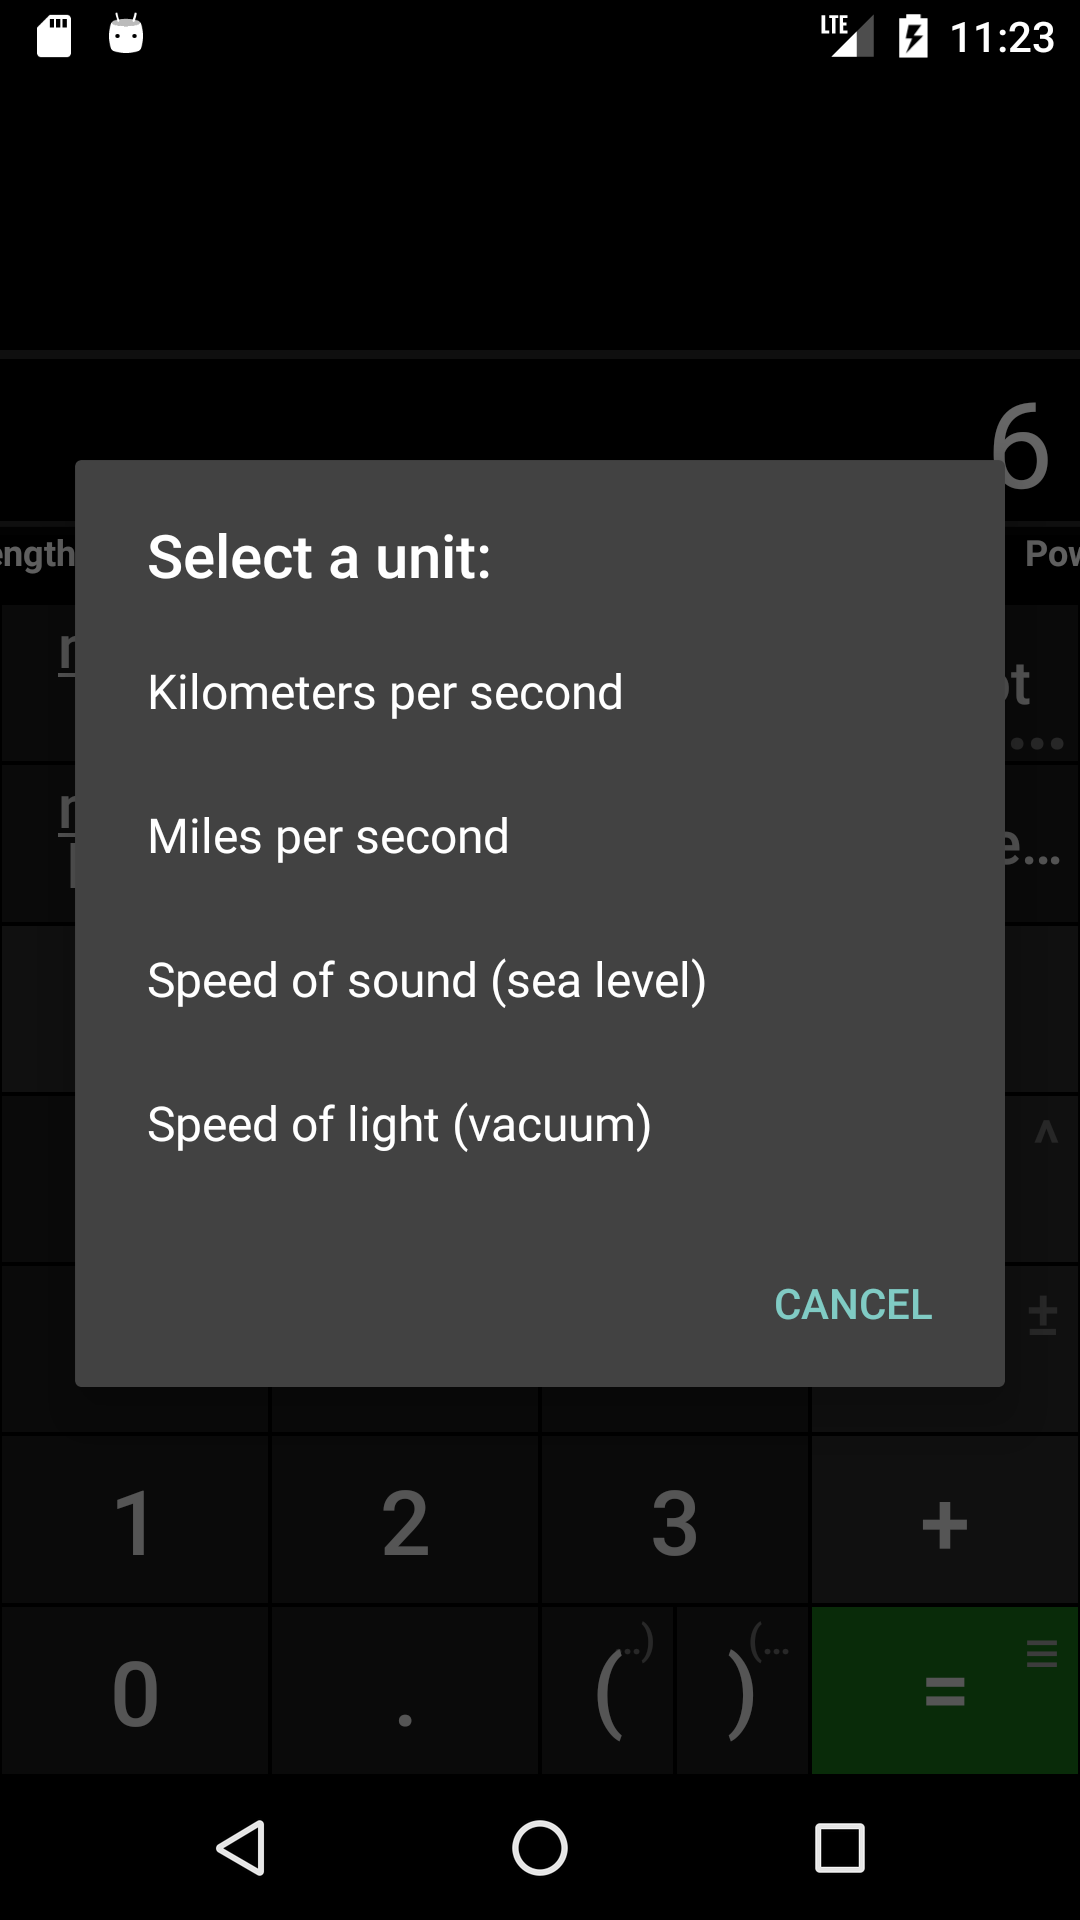 LTE 11:23
6
Select a unit:
Kilometers per second
Miles per second
Speed of sound (sea level)
Speed of light (vacuum)
CANCEL
^
±
1 2 3 +
0 . ( ..) ) (... =